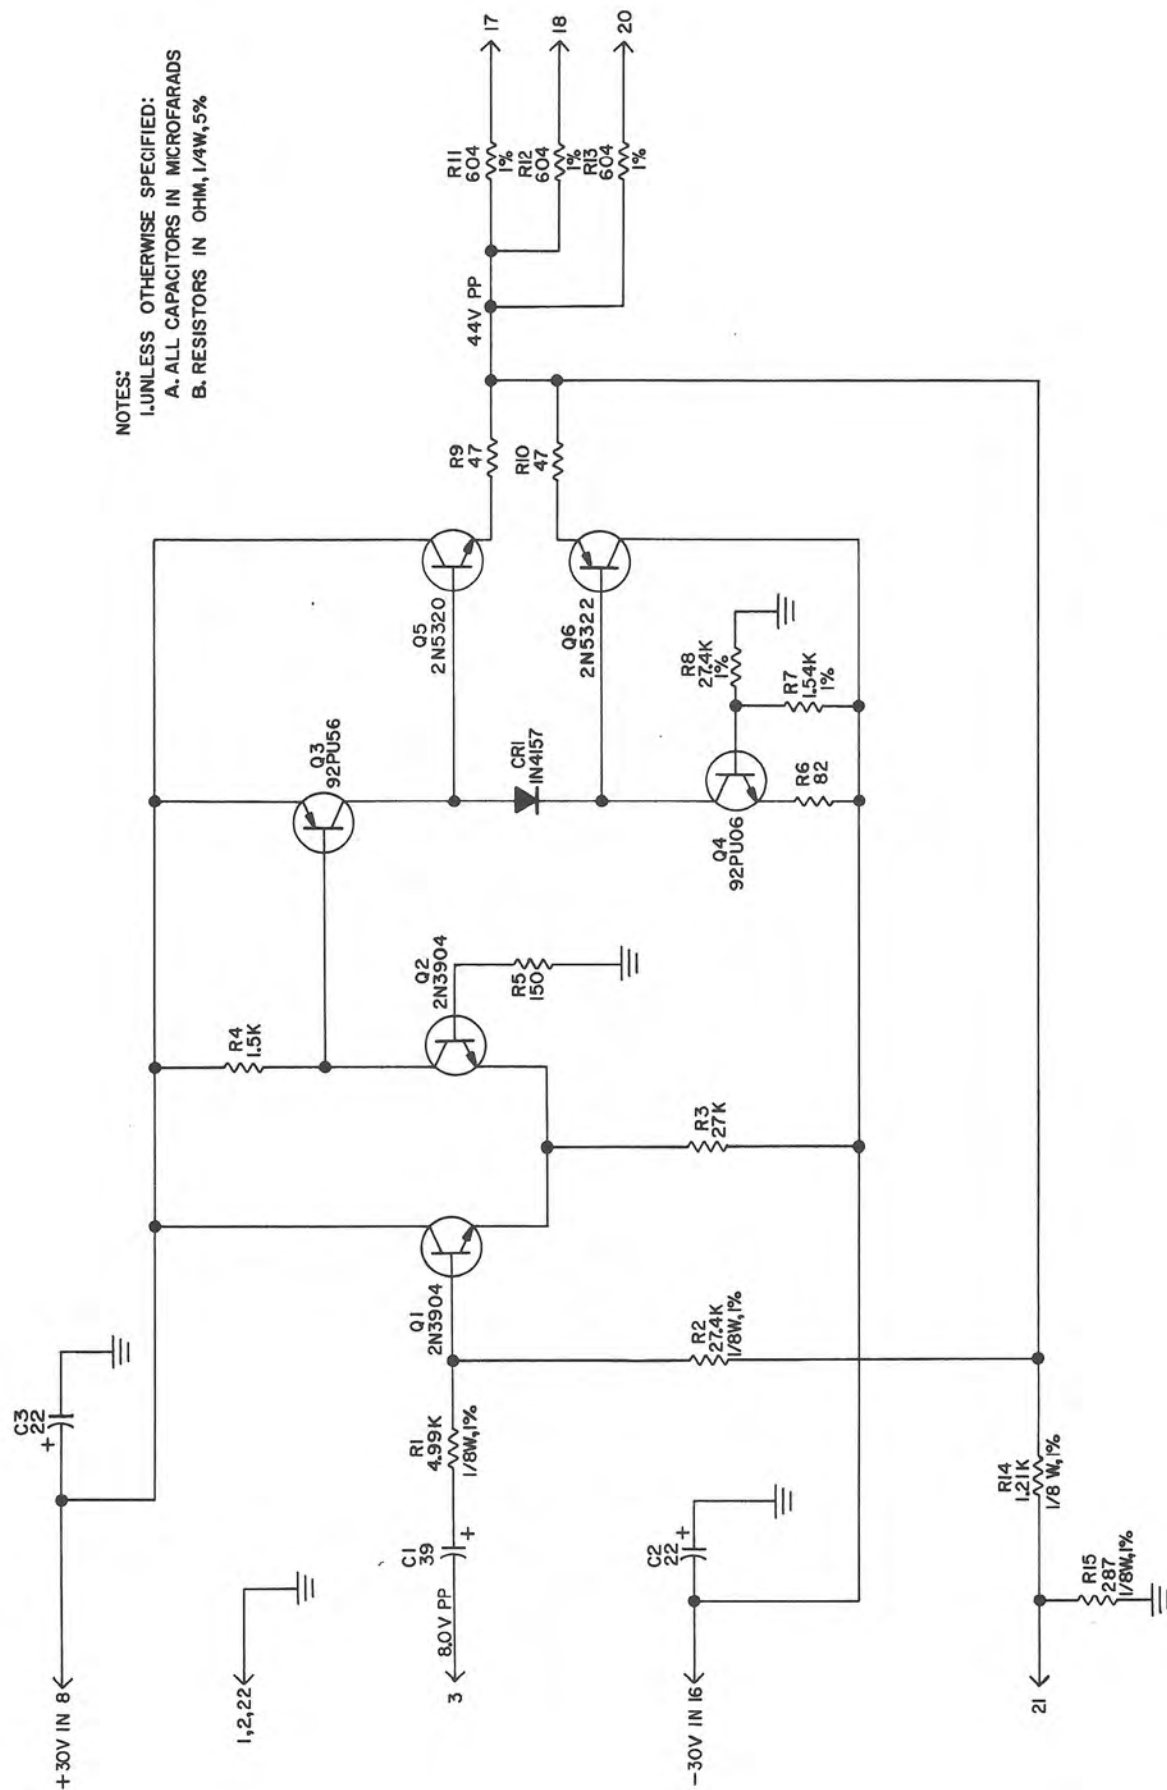 NOTES:
1.UNLESS OTHERWISE SPECIFIED:
A. ALL CAPACITORS IN MICROFARADS
B. RESISTORS IN OHM, 1/4W, 5%
+30V IN 8
C3
22
+
1,2,22
8.0V PP
3
C1
39
+
R1
4.99K
1/8W,1%
Q1
2N3904
R2
27.4K
1/8W,1%
R3
27K
R4
1.5K
Q2
2N3904
R5
150
Q3
92PU56
CR1
1N4157
Q4
92PU06
R6
82
R7
1.54K
1%
R8
27.4K
1%
Q5
2N5320
Q6
2N5322
R9
47
R10
47
44V PP
R11
604
1%
R12
604
1%
R13
604
1%
17
18
20
-30V IN 16
C2
22
+
R14
1.21K
1/8 W,1%
R15
287
1/8W,1%
21